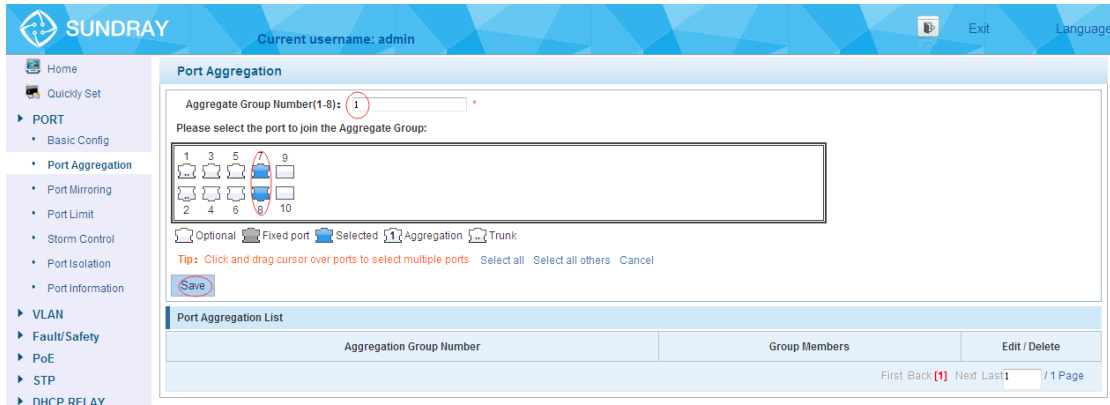 SUNDRAY
Current username: admin
Exit
Language
Home
Quickly Set
PORT
Basic Config
Port Aggregation
Port Mirroring
Port Limit
Storm Control
Port Isolation
Port Information
VLAN
Fault/Safety
PoE
STP
DHCP RELAY
Port Aggregation
Aggregate Group Number(1-8): 1 *
Please select the port to join the Aggregate Group:
1 3 5 7 9
2 4 6 8 10
Optional Fixed port Selected 1 Aggregation Trunk
Tip: Click and drag cursor over ports to select multiple ports Select all Select all others Cancel
Save
Port Aggregation List
Aggregation Group Number Group Members Edit / Delete
First Back [1] Next Last 1 / 1 Page